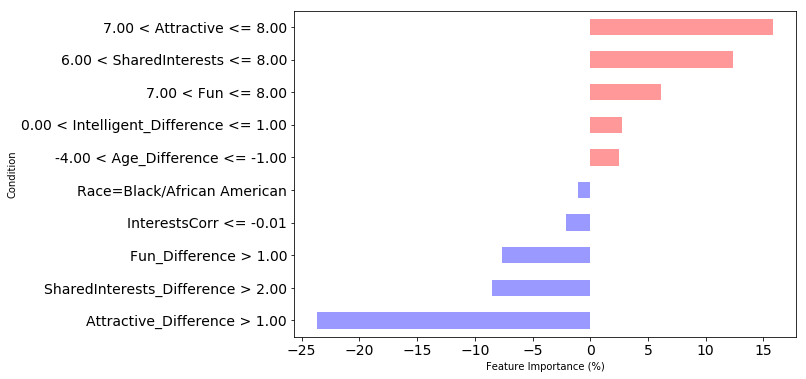 7.00 < Attractive <= 8.00
6.00 < SharedInterests <= 8.00
7.00 < Fun <= 8.00
0.00 < Intelligent_Difference <= 1.00
-4.00 < Age_Difference <= -1.00
Race=Black/African American
InterestsCorr <= -0.01
Fun_Difference > 1.00
SharedInterests_Difference > 2.00
Attractive_Difference > 1.00
Condition
−25 −20 −15 −10 −5 0 5 10 15
Feature Importance (%)